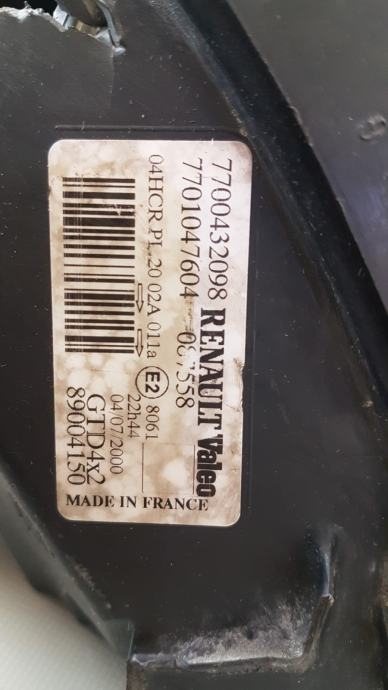 7700432098 RENAULT Valeo
7701047604 087558
04HCR PL 20 02A 011a E2 8061
22h44
04/07/2000
GTD4x2
89004150
MADE IN FRANCE